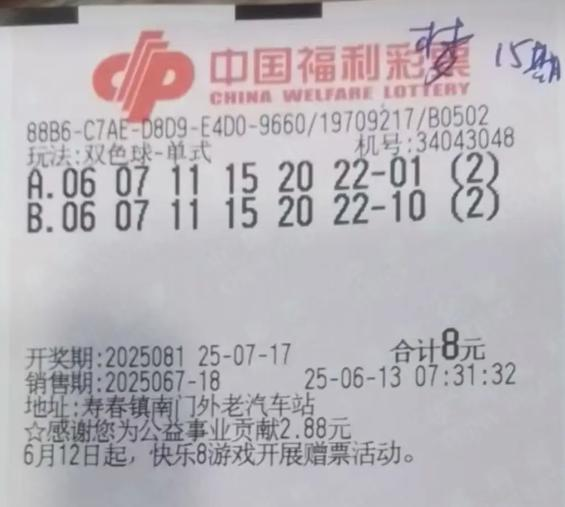 中国福利彩票
CHINA WELFARE LOTTERY
梦 15期
88B6-C7AE-D8D9-E4D0-9660/19709217/B0502
玩法:双色球-单式 机号:34043048
A.06 07 11 15 20 22-01 (2)
B.06 07 11 15 20 22-10 (2)
开奖期:2025081 25-07-17 合计8元
销售期:2025067-18 25-06-13 07:31:32
地址:寿春镇南门外老汽车站
☆感谢您为公益事业贡献2.88元
6月12日起，快乐8游戏开展赠票活动。